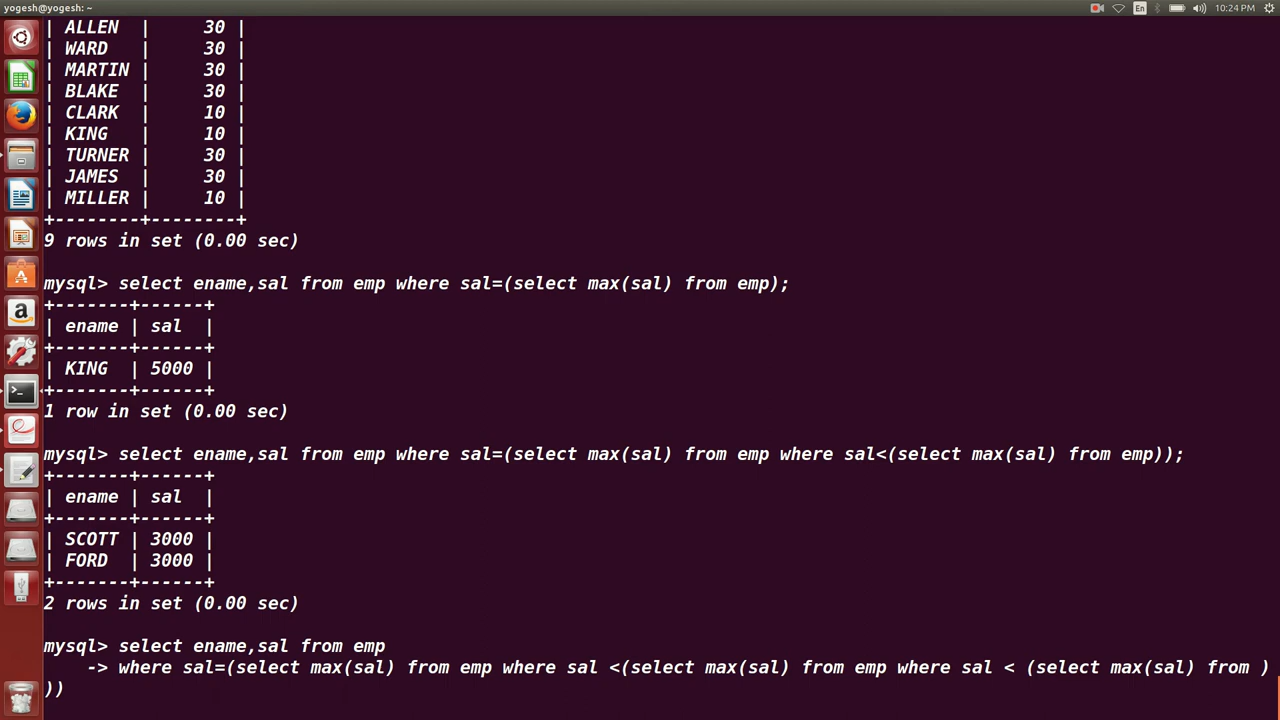 yogesh@yogesh: ~
En
10:24 PM
| ALLEN  |     30 |
| WARD   |     30 |
| MARTIN |     30 |
| BLAKE  |     30 |
| CLARK  |     10 |
| KING   |     10 |
| TURNER |     30 |
| JAMES  |     30 |
| MILLER |     10 |
+--------+--------+
9 rows in set (0.00 sec)
mysql> select ename,sal from emp where sal=(select max(sal) from emp);
+-------+------+
| ename | sal  |
+-------+------+
| KING  | 5000 |
+-------+------+
1 row in set (0.00 sec)
mysql> select ename,sal from emp where sal=(select max(sal) from emp where sal<(select max(sal) from emp));
+-------+------+
| ename | sal  |
+-------+------+
| SCOTT | 3000 |
| FORD  | 3000 |
+-------+------+
2 rows in set (0.00 sec)
mysql> select ename,sal from emp
    -> where sal=(select max(sal) from emp where sal <(select max(sal) from emp where sal < (select max(sal) from )
))